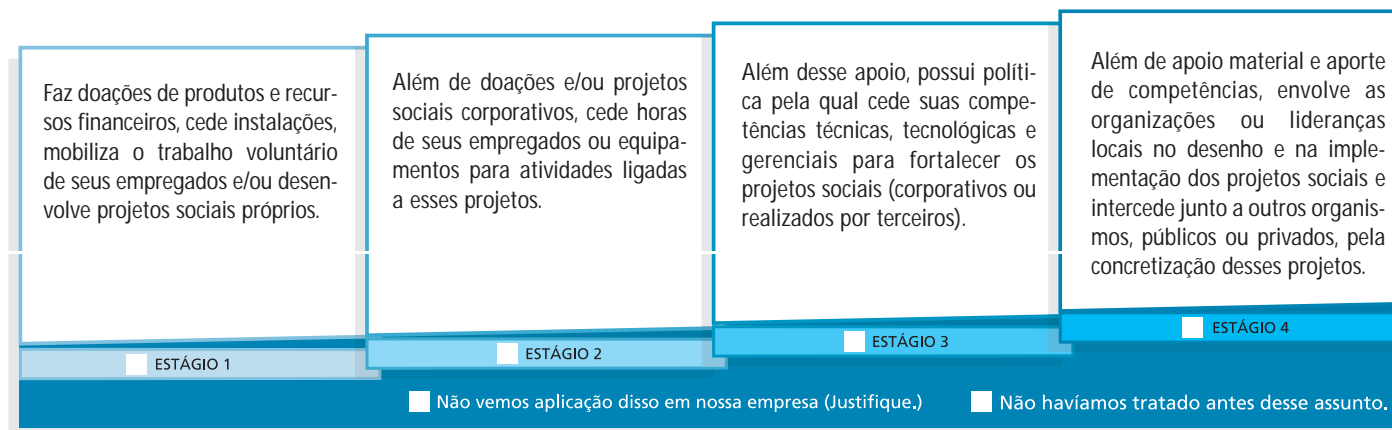 Faz doações de produtos e recur-
sos financeiros, cede instalações,
mobiliza o trabalho voluntário
de seus empregados e/ou desen-
volve projetos sociais próprios.
ESTÁGIO 1
Além de doações e/ou projetos
sociais corporativos, cede horas
de seus empregados ou equipa-
mentos para atividades ligadas
a esses projetos.
ESTÁGIO 2
Além desse apoio, possui políti-
ca pela qual cede suas compe-
tências técnicas, tecnológicas e
gerenciais para fortalecer os
projetos sociais (corporativos ou
realizados por terceiros).
ESTÁGIO 3
Além de apoio material e aporte
de competências, envolve as
organizações ou lideranças
locais no desenho e na imple-
mentação dos projetos sociais e
intercede junto a outros organis-
mos, públicos ou privados, pela
concretização desses projetos.
ESTÁGIO 4
Não vemos aplicação disso em nossa empresa (Justifique.)
Não havíamos tratado antes desse assunto.